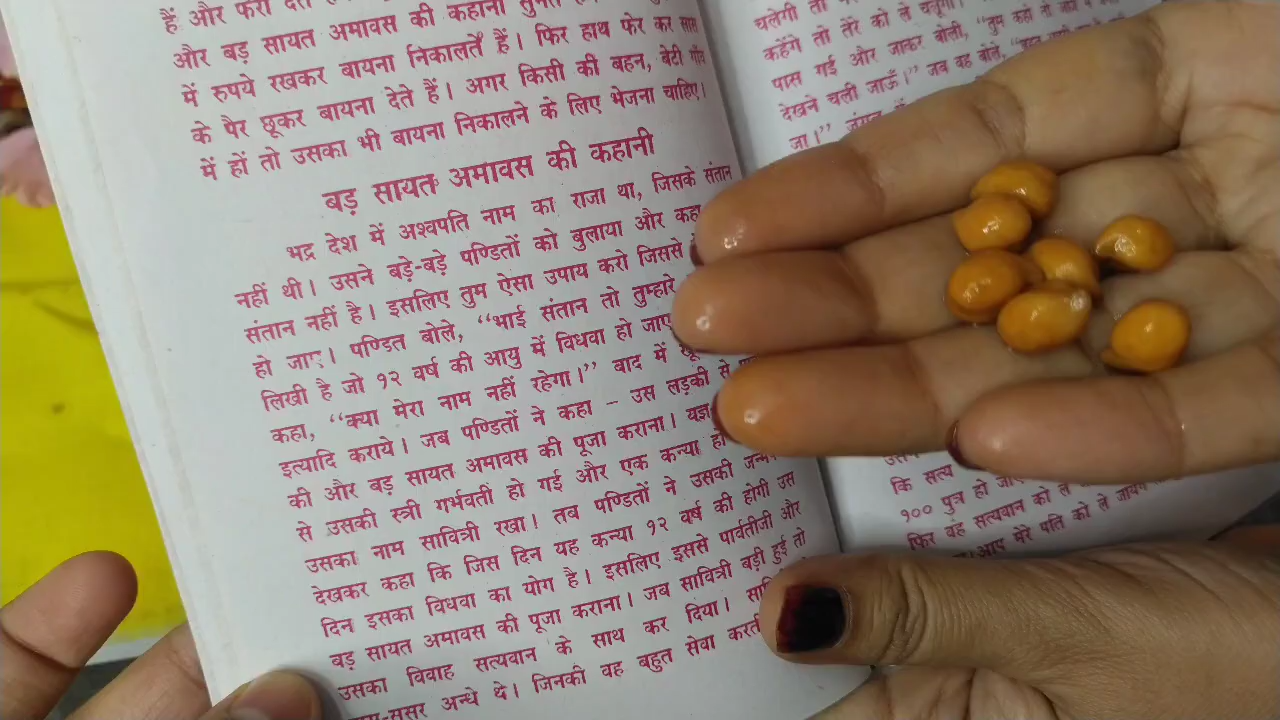 हैं और फेरी देते हैं
और बड़ सायत अमावस की कहानी सुनते
में रुपये रखकर बायना निकालतें हैं। फिर हाथ फेर कर सास
के पैर छूकर बायना देते हैं। अगर किसी की बहन, बेटी गाँव
में हों तो उसका भी बायना निकालने के लिए भेजना चाहिए।
बड़ सायत अमावस की कहानी
भद्र देश में अश्वपति नाम का राजा था, जिसके संतान
नहीं थी। उसने बड़े-बड़े पण्डितों को बुलाया और कहा
संतान नहीं है। इसलिए तुम ऐसा उपाय करो जिससे
हो जाए। पण्डित बोले, “भाई संतान तो तुम्हारे
लिखी है जो १२ वर्ष की आयु में विधवा हो जाए
कहा, “क्या मेरा नाम नहीं रहेगा।” बाद में
इत्यादि कराये। जब पण्डितों ने कहा – उस लड़की से
की और बड़ सायत अमावस की पूजा कराना। यज्ञ
से उसकी स्त्री गर्भवती हो गई और एक कन्या हो
उसका नाम सावित्री रखा। तब पण्डितों ने उसकी जन्म
देखकर कहा कि जिस दिन यह कन्या १२ वर्ष की होगी उस
दिन इसका विधवा का योग है। इसलिए इससे पार्वतीजी और
बड़ सायत अमावस की पूजा कराना। जब सावित्री बड़ी हुई तो
उसका विवाह सत्यवान के साथ कर दिया।
सास-ससुर अन्धे थे। जिनकी वह बहुत सेवा करती
चलेगी तो
कहेंगे तो तेरे को ले चलूंगा। “तुम कहो तो
पास गई और जाकर बोली,
देखने चली जाऊँ।” जब वह बोले,
जा।” जंगल में
कि सत्य
१०० पुत्र हो जाए
फिर वह सत्यवान को ले
आप मेरे पति को ले जाओगे